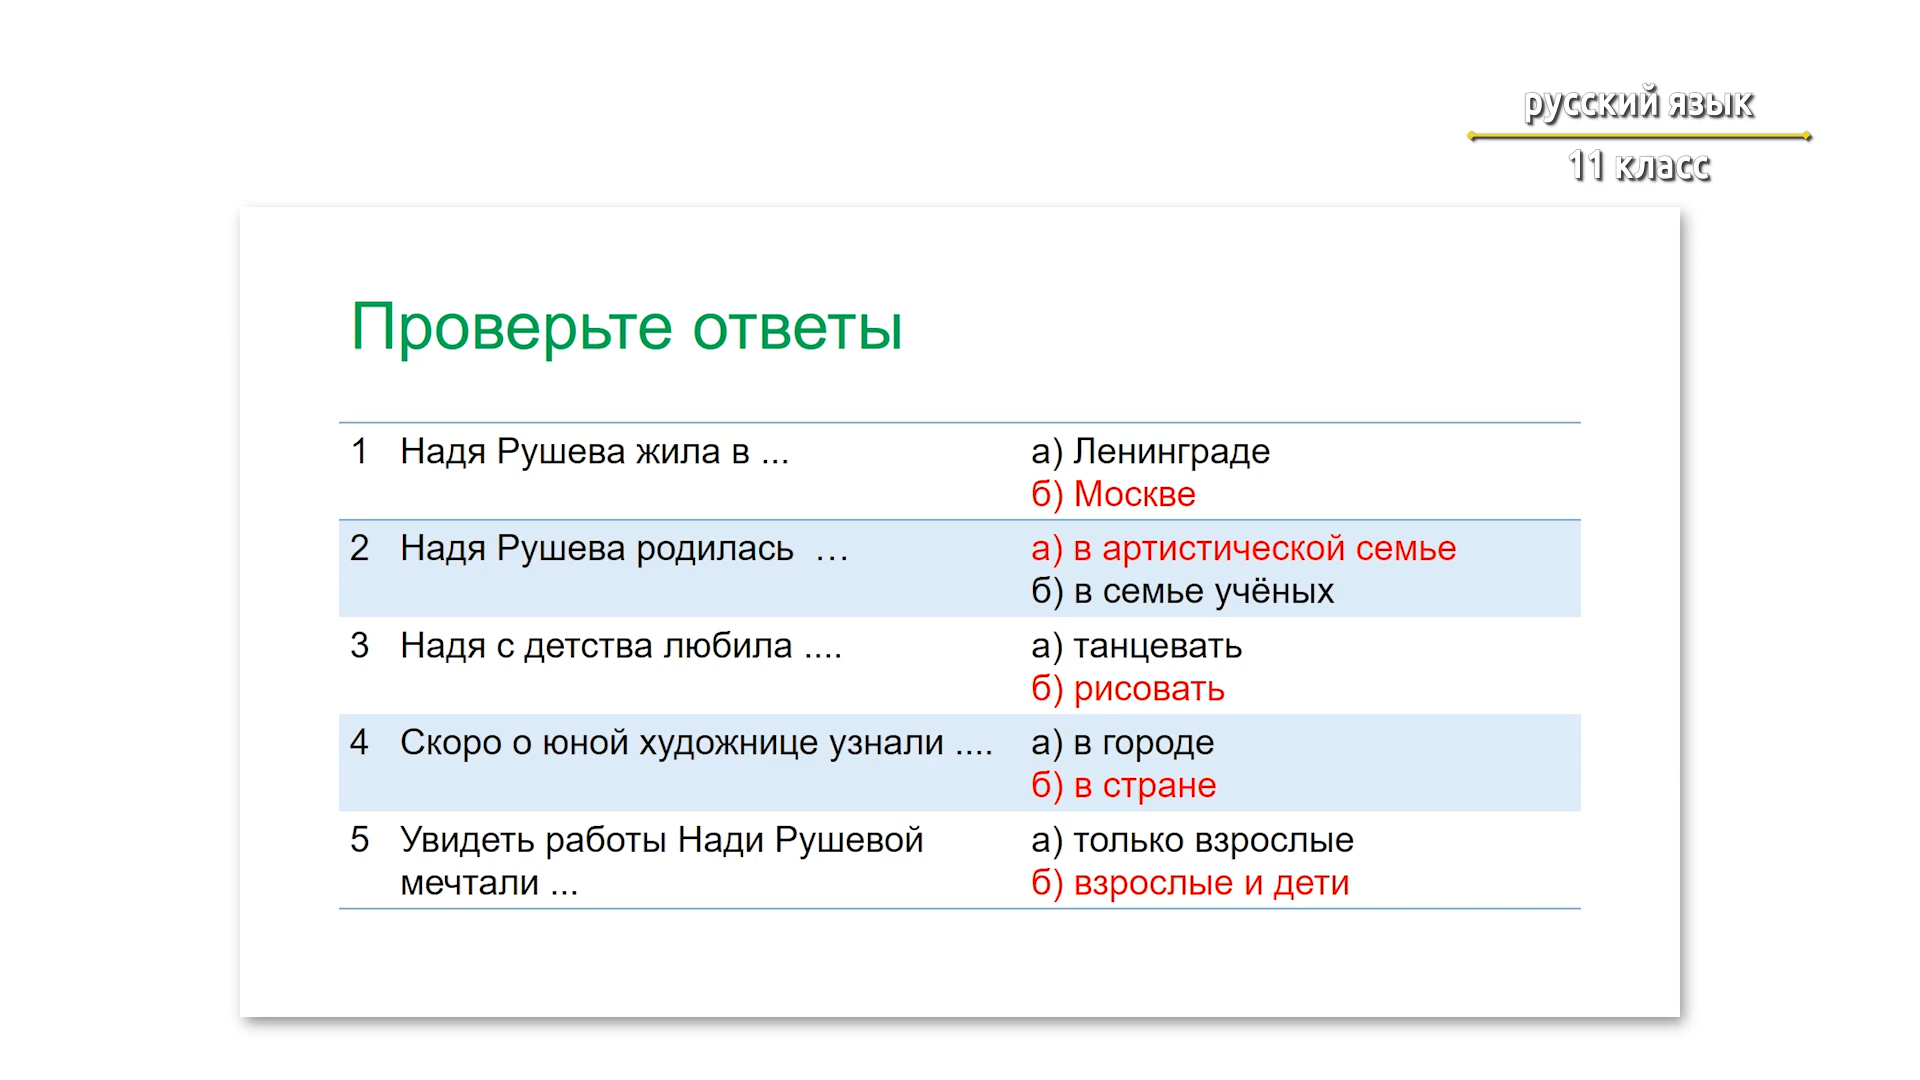 русский язык
11 класс
Проверьте ответы
1 Надя Рушева жила в ... а) Ленинграде
б) Москве
2 Надя Рушева родилась … а) в артистической семье
б) в семье учёных
3 Надя с детства любила .... а) танцевать
б) рисовать
4 Скоро о юной художнице узнали .... а) в городе
б) в стране
5 Увидеть работы Нади Рушевой а) только взрослые
мечтали ... б) взрослые и дети